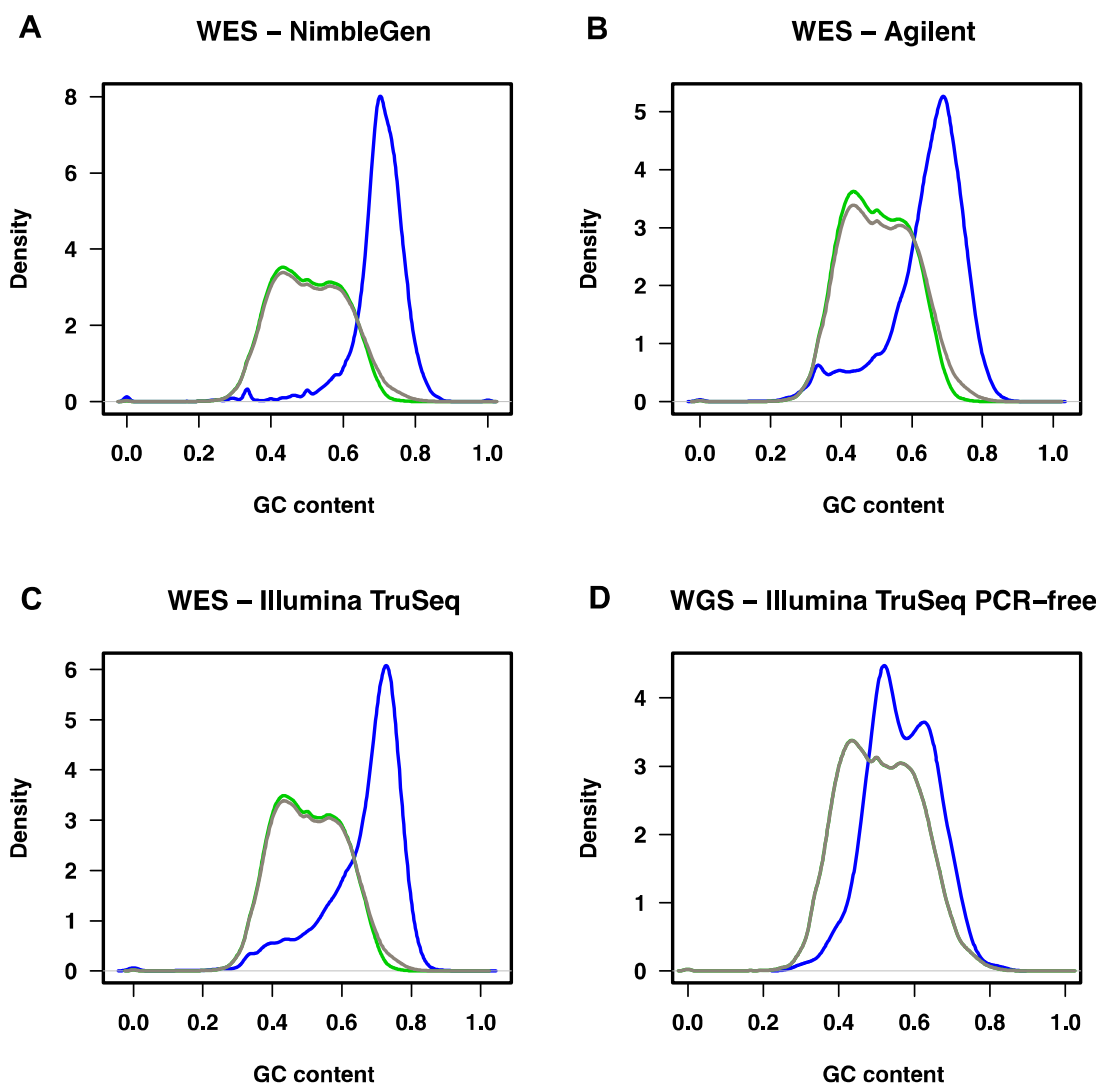 A
WES – NimbleGen
Density
0
2
4
6
8
0.0 0.2 0.4 0.6 0.8 1.0
GC content
B
WES – Agilent
Density
0
1
2
3
4
5
0.0 0.2 0.4 0.6 0.8 1.0
GC content
C
WES – Illumina TruSeq
Density
0
1
2
3
4
5
6
0.0 0.2 0.4 0.6 0.8 1.0
GC content
D
WGS – Illumina TruSeq PCR–free
Density
0
1
2
3
4
0.0 0.2 0.4 0.6 0.8 1.0
GC content